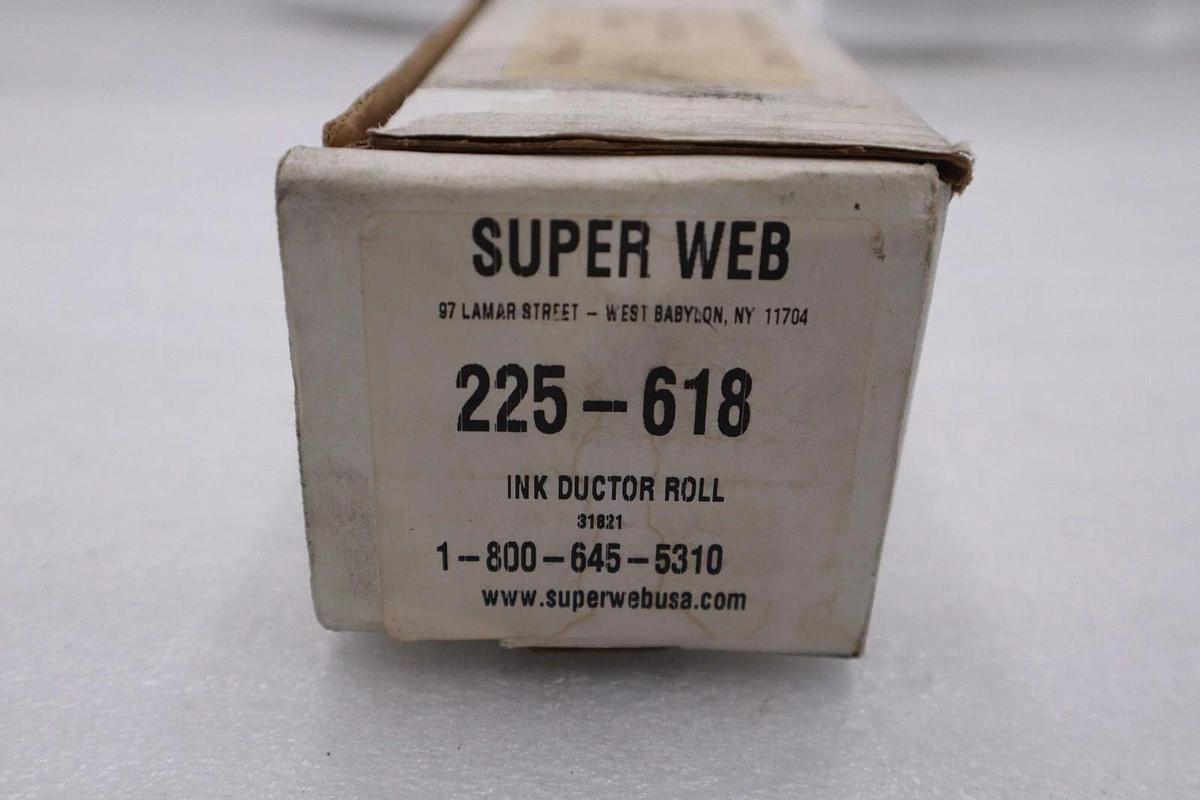 SUPER WEB
97 LAMAR STREET – WEST BABYLON, NY 11704
225–618
INK DUCTOR ROLL
31821
1–800–645–5310
www.superwebusa.com